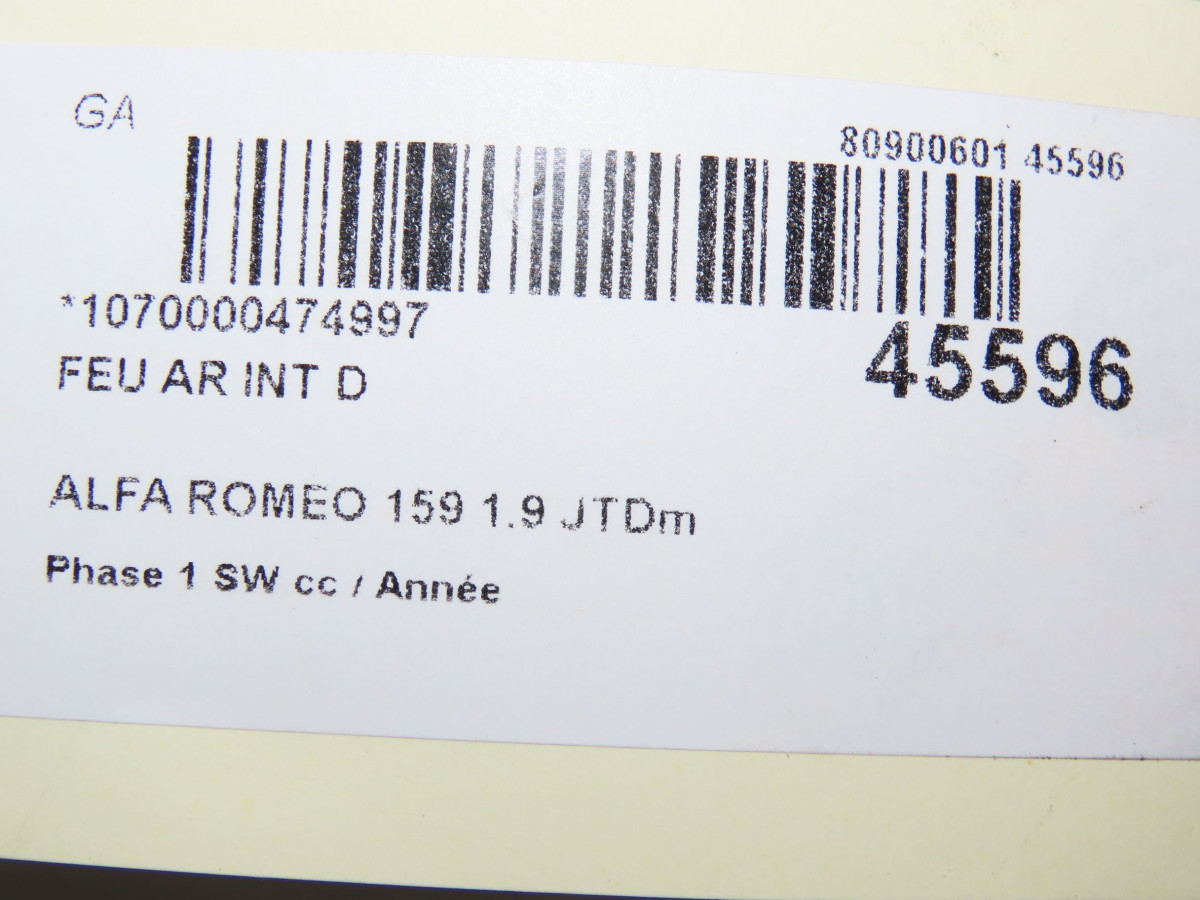 GA
80900601 45596
*1070000474997
45596
FEU AR INT D
ALFA ROMEO 159 1.9 JTDm
Phase 1 SW cc / Année